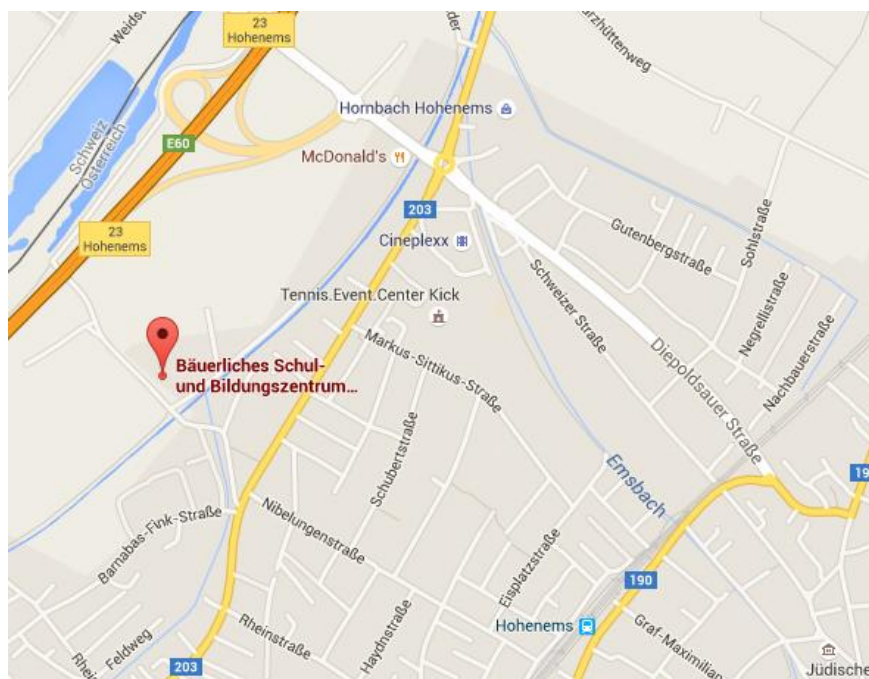 23
Hohenems
Hornbach Hohenems
E60
McDonald's
Schweiz
Österreich
203
23
Hohenems
Cineplexx
Gutenbergstraße
Sohlstraße
Tennis.Event.Center Kick
Schweizer Straße
Negrellistraße
Nachbauerstraße
Markus-Sittikus-Straße
Diepoldsauer Straße
Bäuerliches Schul-
und Bildungszentrum...
Schubertstraße
Emsbach
Nibelungenstraße
Barnabas-Fink-Straße
Eisplatzstraße
190
Hohenems
Graf-Maximilian
Haydnstraße
Rheinstraße
Feldweg
203
Jüdische